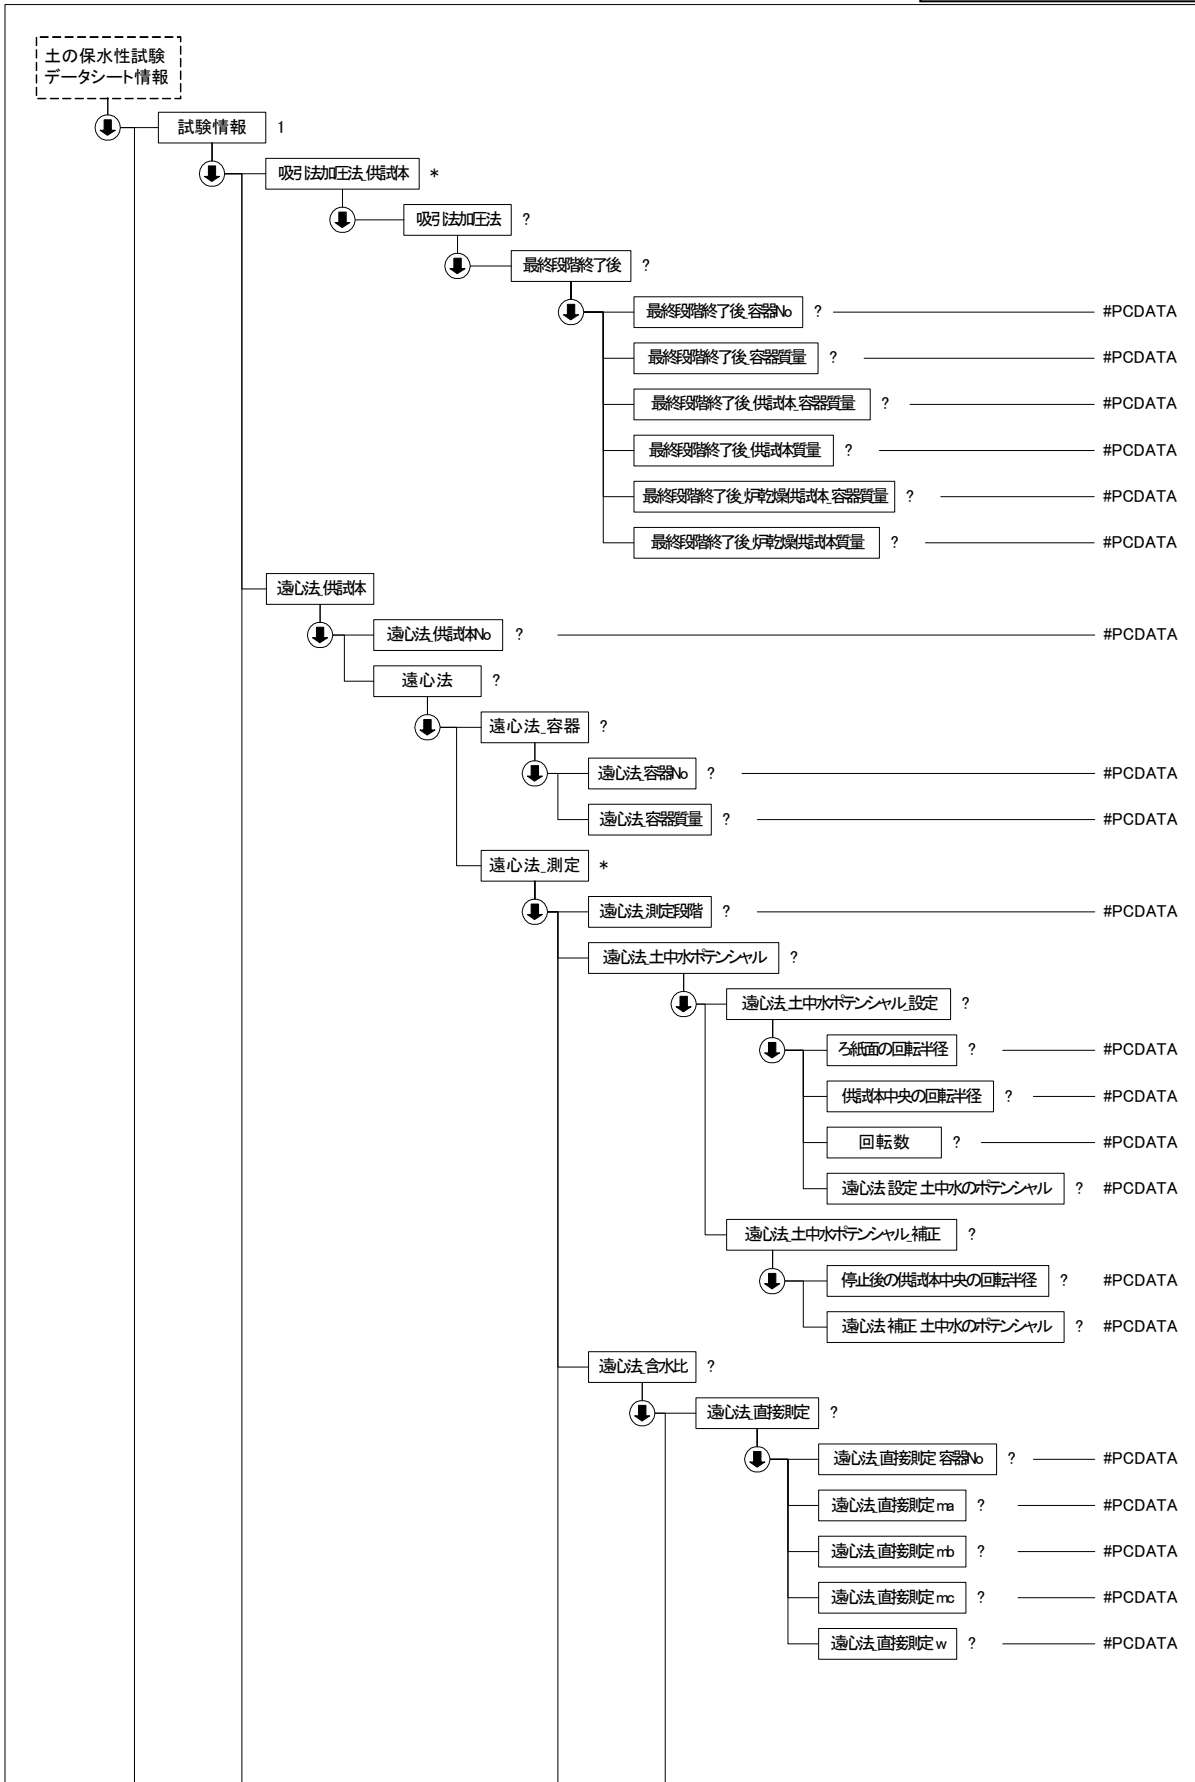 土の保水性試験
データシート情報
試験情報 1
吸引法加圧法_供試体 *
吸引法加圧法 ?
最終段階終了後 ?
最終段階終了後_容器No ? #PCDATA
最終段階終了後_容器質量 ? #PCDATA
最終段階終了後_供試体_容器質量 ? #PCDATA
最終段階終了後_供試体質量 ? #PCDATA
最終段階終了後_炉乾燥供試体_容器質量 ? #PCDATA
最終段階終了後_炉乾燥供試体質量 ? #PCDATA
遠心法_供試体
遠心法_供試体No ? #PCDATA
遠心法 ?
遠心法_容器 ?
遠心法_容器No ? #PCDATA
遠心法_容器質量 ? #PCDATA
遠心法_測定 *
遠心法_測定段階 ? #PCDATA
遠心法_土中水ポテンシャル ?
遠心法_土中水ポテンシャル_設定 ?
ろ紙面の回転半径 ? #PCDATA
供試体中央の回転半径 ? #PCDATA
回転数 ? #PCDATA
遠心法_設定_土中水のポテンシャル ? #PCDATA
遠心法_土中水ポテンシャル_補正 ?
停止後の供試体中央の回転半径 ? #PCDATA
遠心法_補正_土中水のポテンシャル ? #PCDATA
遠心法_含水比 ?
遠心法_直接測定 ?
遠心法_直接測定_容器No ? #PCDATA
遠心法_直接測定_ma ? #PCDATA
遠心法_直接測定_mb ? #PCDATA
遠心法_直接測定_mc ? #PCDATA
遠心法_直接測定_w ? #PCDATA